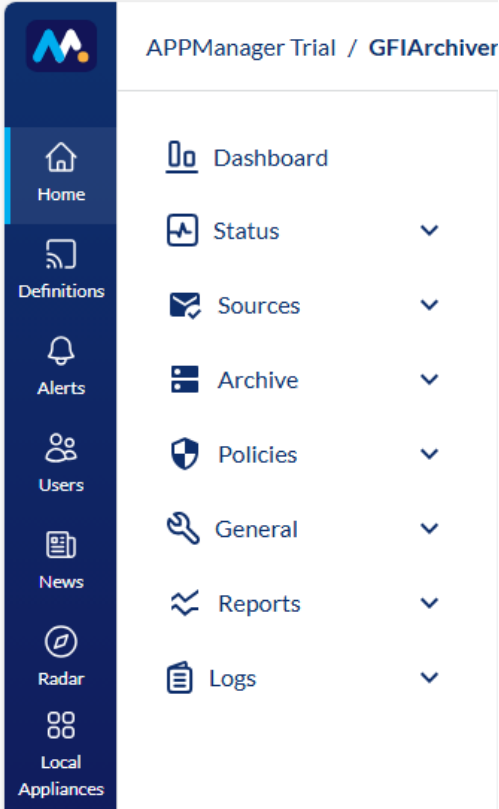 APPManager Trial / GFIArchiver
Home
Definitions
Alerts
Users
News
Radar
Local
Appliances
Dashboard
Status
Sources
Archive
Policies
General
Reports
Logs